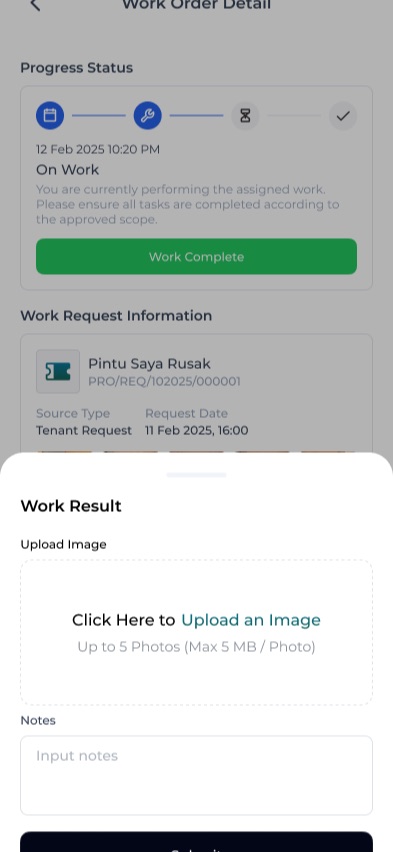 Work Order Detail
Progress Status
12 Feb 2025 10:20 PM
On Work
You are currently performing the assigned work.
Please ensure all tasks are completed according to
the approved scope.
Work Complete
Work Request Information
Pintu Saya Rusak
PRO/REQ/102025/000001
Source Type Request Date
Tenant Request 11 Feb 2025, 16:00
Work Result
Upload Image
Click Here to Upload an Image
Up to 5 Photos (Max 5 MB / Photo)
Notes
Input notes
Submit